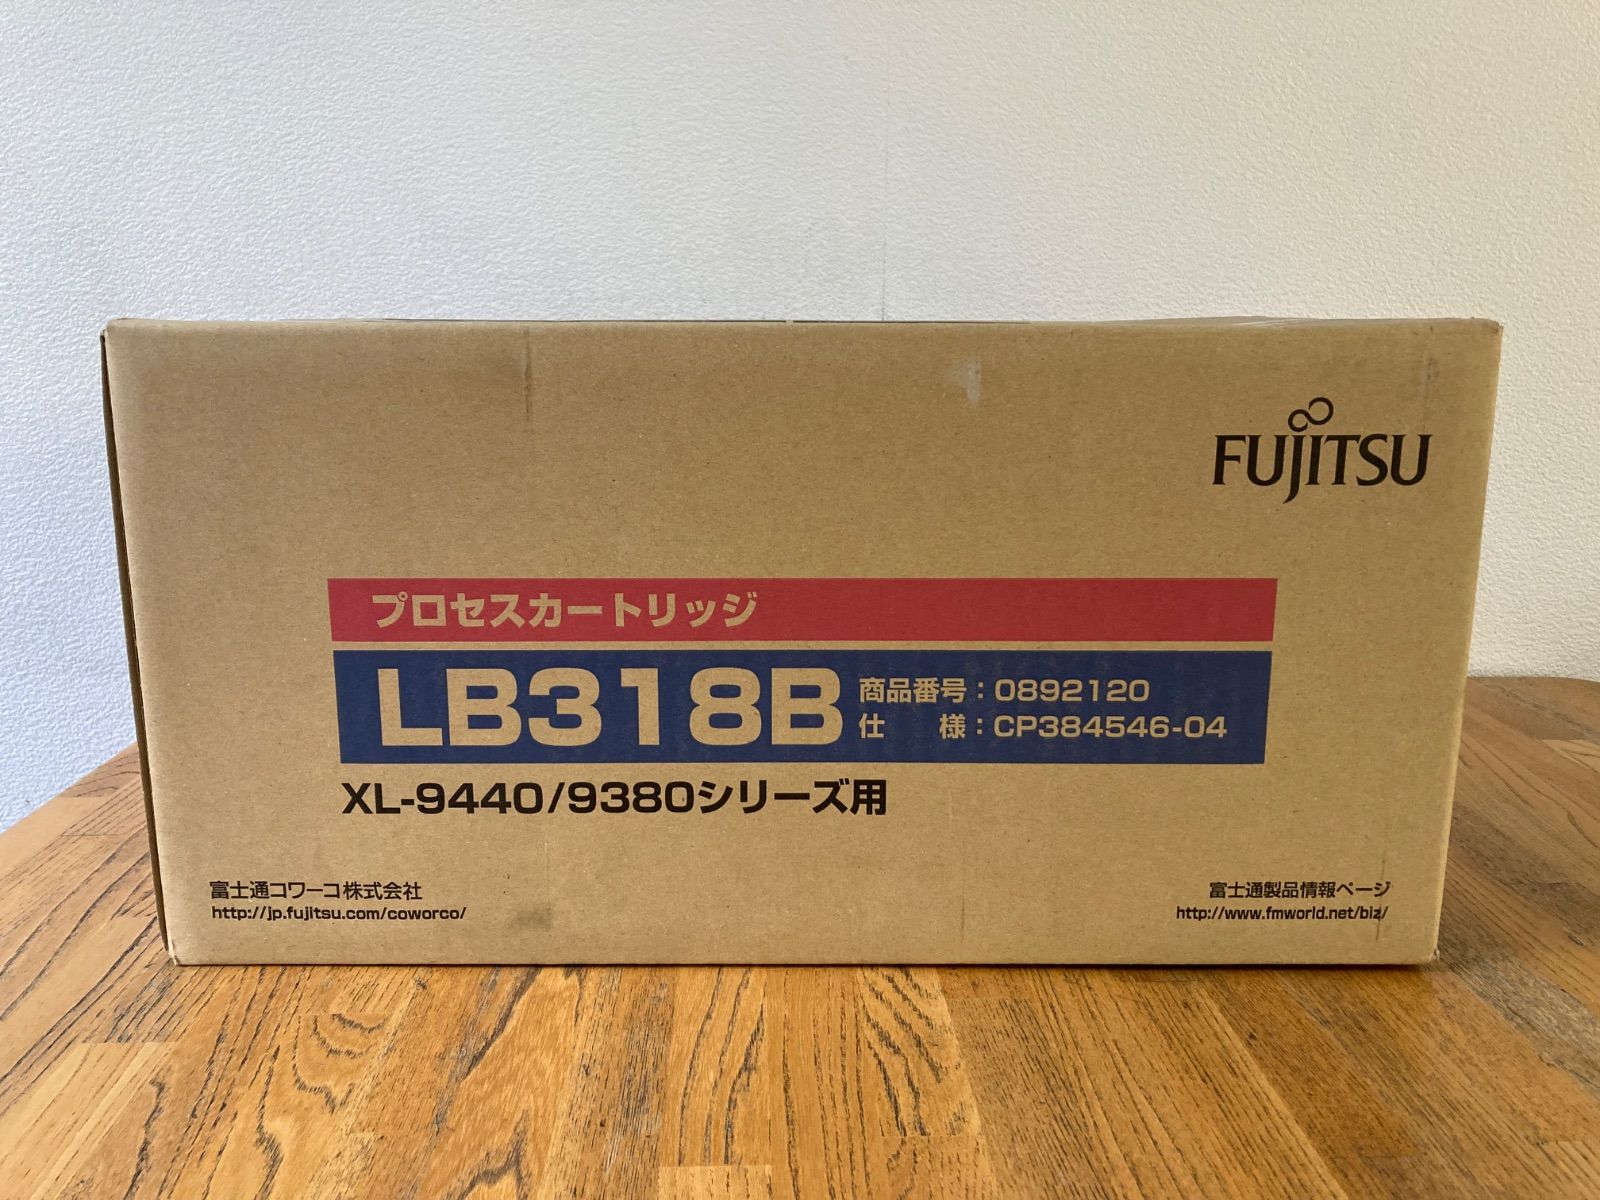 FUJITSU
プロセスカートリッジ
LB318B
商品番号：0892120
仕　様：CP384546-04
XL-9440/9380シリーズ用
富士通コワーコ株式会社
http://jp.fujitsu.com/coworco/
富士通製品情報ページ
http://www.fmworld.net/biz/